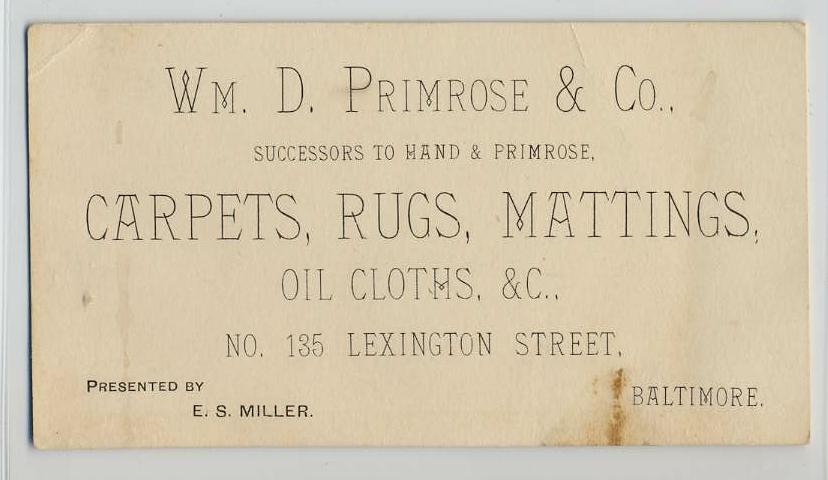 Wm. D. Primrose & Co.,
SUCCESSORS TO HAND & PRIMROSE,
CARPETS, RUGS, MATTINGS,
OIL CLOTHS, &C.,
NO. 135 LEXINGTON STREET,
PRESENTED BY
E. S. MILLER.
BALTIMORE.